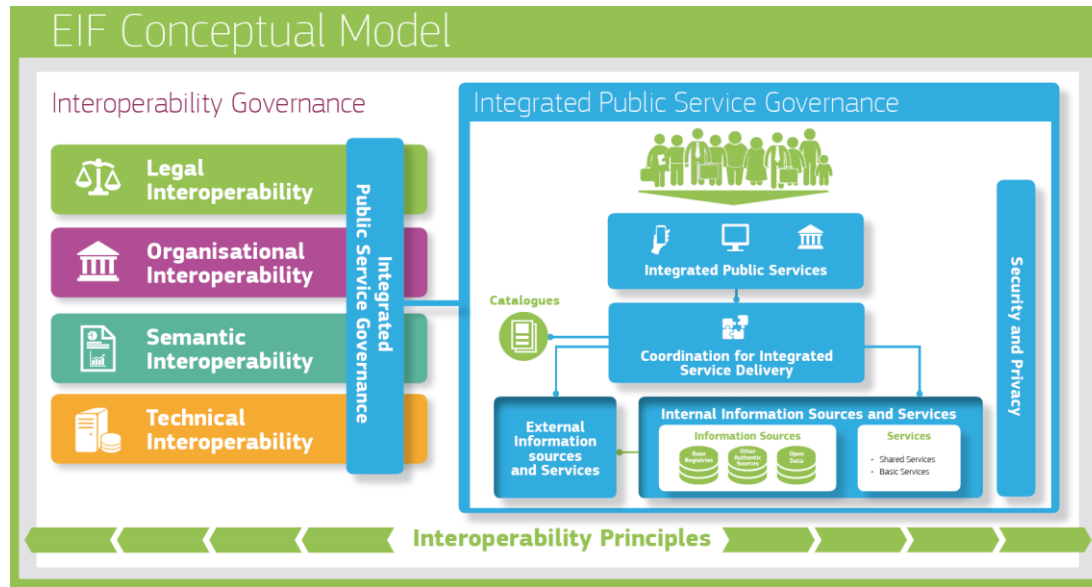 EIF Conceptual Model
Interoperability Governance
Legal
Interoperability
Organisational
Interoperability
Semantic
Interoperability
Technical
Interoperability
Integrated
Public Service Governance
Integrated Public Service Governance
Integrated Public Services
Catalogues
Coordination for Integrated
Service Delivery
External
Information
sources
and Services
Internal Information Sources and Services
Information Sources
Base
Registries
Other
Authentic
Sources
Open
Data
Services
- Shared Services
- Basic Services
Security and Privacy
Interoperability Principles